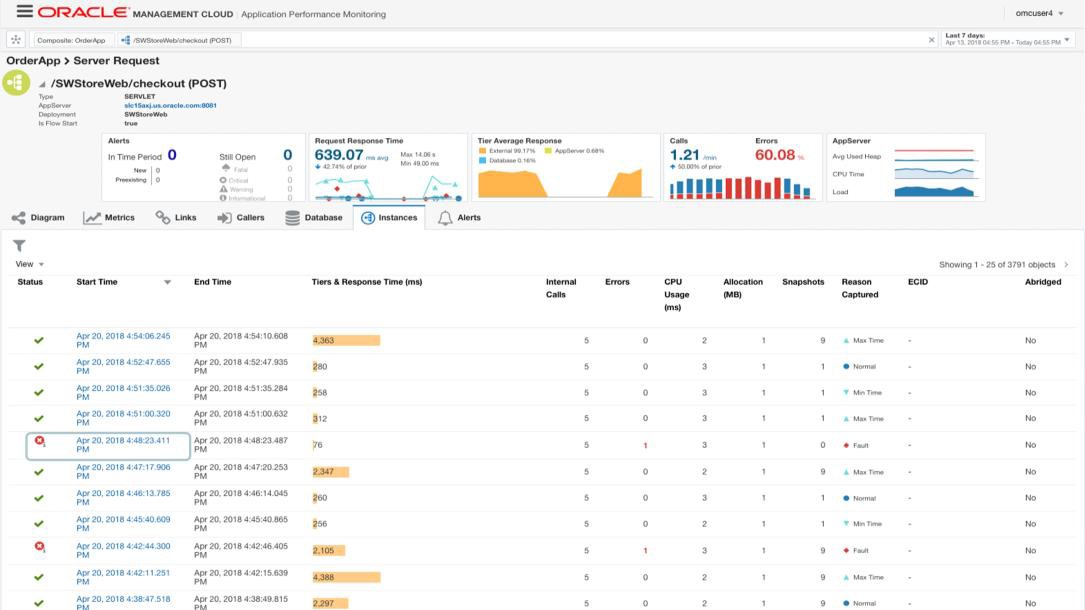 ORACLE MANAGEMENT CLOUD | Application Performance Monitoring
omcuser4
Composite: OrderApp
/SWStoreWeb/checkout (POST)
Last 7 days:
Apr 13, 2018 04:55 PM - Today 04:55 PM
OrderApp > Server Request
/SWStoreWeb/checkout (POST)
Type SERVLET
AppServer slc15axj.us.oracle.com:8081
Deployment SWStoreWeb
Is Flow Start true
Alerts
In Time Period 0
New 0
Preexisting 0
Still Open 0
Fatal 0
Critical 0
Warning 0
Informational 0
Request Response Time
639.07 ms avg
42.74% of prior
Max 14.06 s
Min 49.00 ms
Tier Average Response
External 99.17% AppServer 0.68%
Database 0.16%
Calls
1.21 /min
50.00% of prior
Errors
60.08 %
AppServer
Avg Used Heap
CPU Time
Load
Diagram Metrics Links Callers Database Instances Alerts
View
Showing 1 - 25 of 3791 objects
Status Start Time End Time Tiers & Response Time (ms) Internal Calls Errors CPU Usage (ms) Allocation (MB) Snapshots Reason Captured ECID Abridged
Apr 20, 2018 4:54:06.245 PM Apr 20, 2018 4:54:10.608 PM 4,363 5 0 2 1 9 Max Time - No
Apr 20, 2018 4:52:47.655 PM Apr 20, 2018 4:52:47.935 PM 280 5 0 3 1 1 Normal - No
Apr 20, 2018 4:51:35.026 PM Apr 20, 2018 4:51:35.284 PM 258 5 0 3 1 1 Min Time - No
Apr 20, 2018 4:51:00.320 PM Apr 20, 2018 4:51:00.632 PM 312 5 0 3 1 1 Max Time - No
1 Apr 20, 2018 4:48:23.411 PM Apr 20, 2018 4:48:23.487 PM 76 5 1 3 1 0 Fault - No
Apr 20, 2018 4:47:17.906 PM Apr 20, 2018 4:47:20.253 PM 2,347 5 0 2 1 9 Max Time - No
Apr 20, 2018 4:46:13.785 PM Apr 20, 2018 4:46:14.045 PM 260 5 0 3 1 1 Normal - No
Apr 20, 2018 4:45:40.609 PM Apr 20, 2018 4:45:40.865 PM 256 5 0 2 1 1 Min Time - No
1 Apr 20, 2018 4:42:44.300 PM Apr 20, 2018 4:42:46.405 PM 2,105 5 1 3 1 9 Fault - No
Apr 20, 2018 4:42:11.251 PM Apr 20, 2018 4:42:15.639 PM 4,388 5 0 2 1 9 Max Time - No
Apr 20, 2018 4:38:47.518 PM Apr 20, 2018 4:38:49.815 PM 2,297 5 0 2 1 9 Normal - No